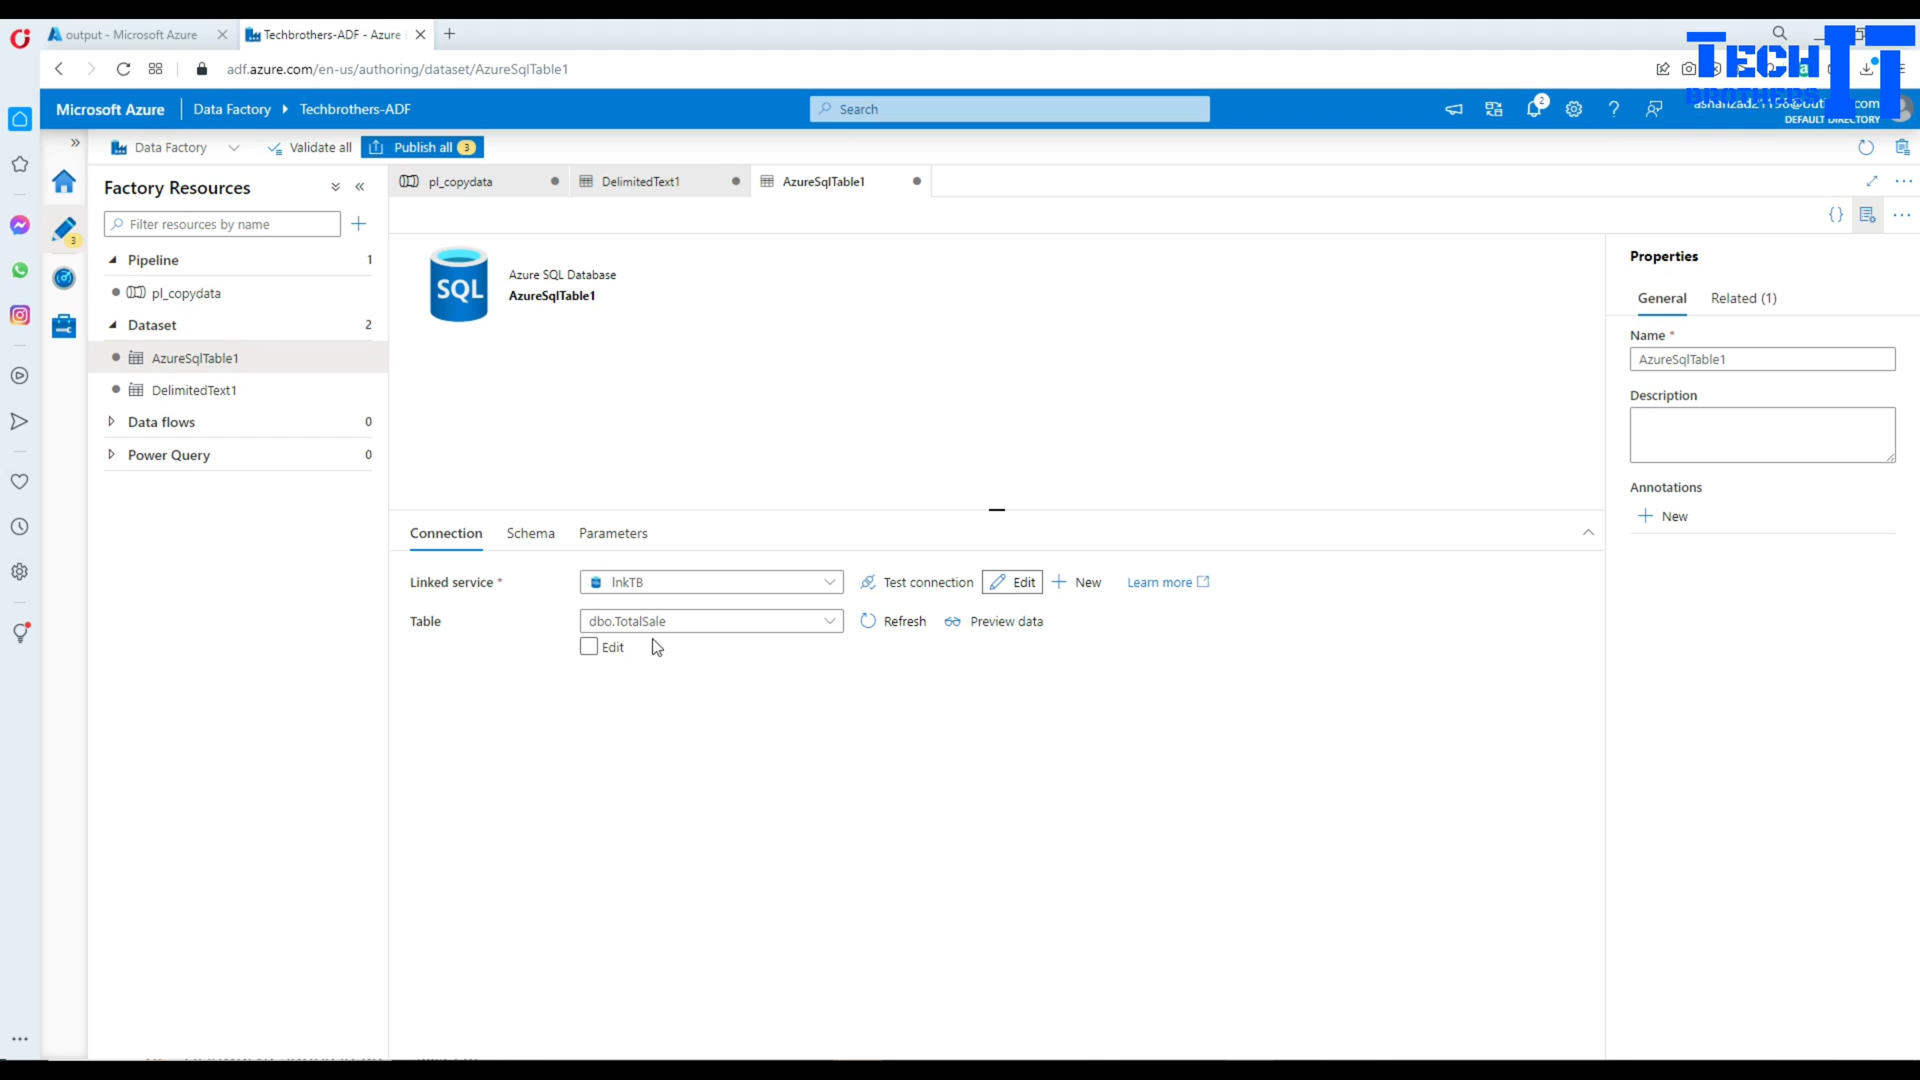 output - Microsoft Azure
Techbrothers-ADF - Azure
adf.azure.com/en-us/authoring/dataset/AzureSqlTable1
TECH IT
BROTHERS
Microsoft Azure
Data Factory
Techbrothers-ADF
Search
2
DEFAULT DIRECTORY
Data Factory
Validate all
Publish all
3
Factory Resources
pl_copydata
DelimitedText1
AzureSqlTable1
Filter resources by name
3
{}
Pipeline 1
pl_copydata
Dataset 2
AzureSqlTable1
DelimitedText1
Data flows 0
Power Query 0
SQL
Azure SQL Database
AzureSqlTable1
Connection
Schema
Parameters
Linked service *
lnkTB
Test connection
Edit
New
Learn more
Table
dbo.TotalSale
Refresh
Preview data
Edit
Properties
General
Related (1)
Name *
AzureSqlTable1
Description
Annotations
New